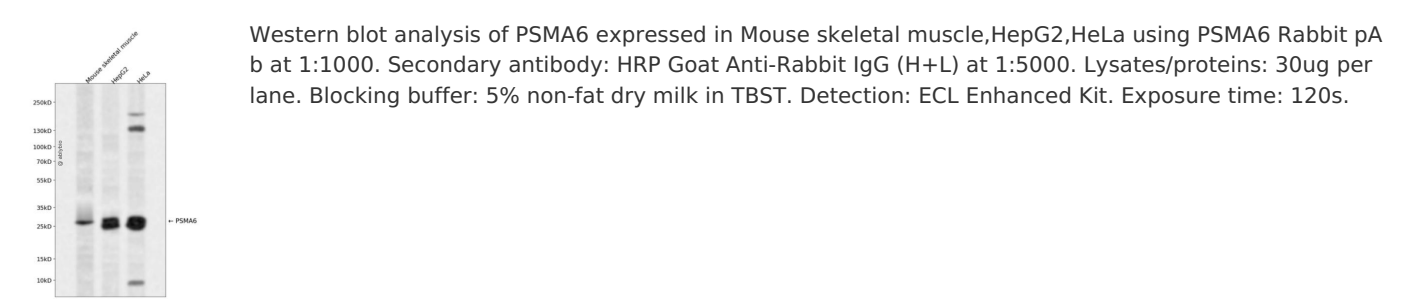 Mouse skeletal muscle
HepG2
HeLa
250kD
130kD
100kD
70kD
55kD
35kD
25kD
15kD
10kD
@ ablybio
← PSMA6
Western blot analysis of PSMA6 expressed in Mouse skeletal muscle,HepG2,HeLa using PSMA6 Rabbit pA
b at 1:1000. Secondary antibody: HRP Goat Anti-Rabbit IgG (H+L) at 1:5000. Lysates/proteins: 30ug per
lane. Blocking buffer: 5% non-fat dry milk in TBST. Detection: ECL Enhanced Kit. Exposure time: 120s.